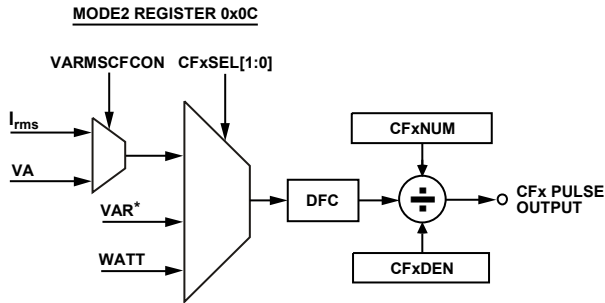 MODE2 REGISTER 0x0C
VARMSCFCON CFxSEL[1:0]
Irms
VA
VAR*
WATT
DFC
CFxNUM
÷
CFxDEN
CFx PULSE
OUTPUT